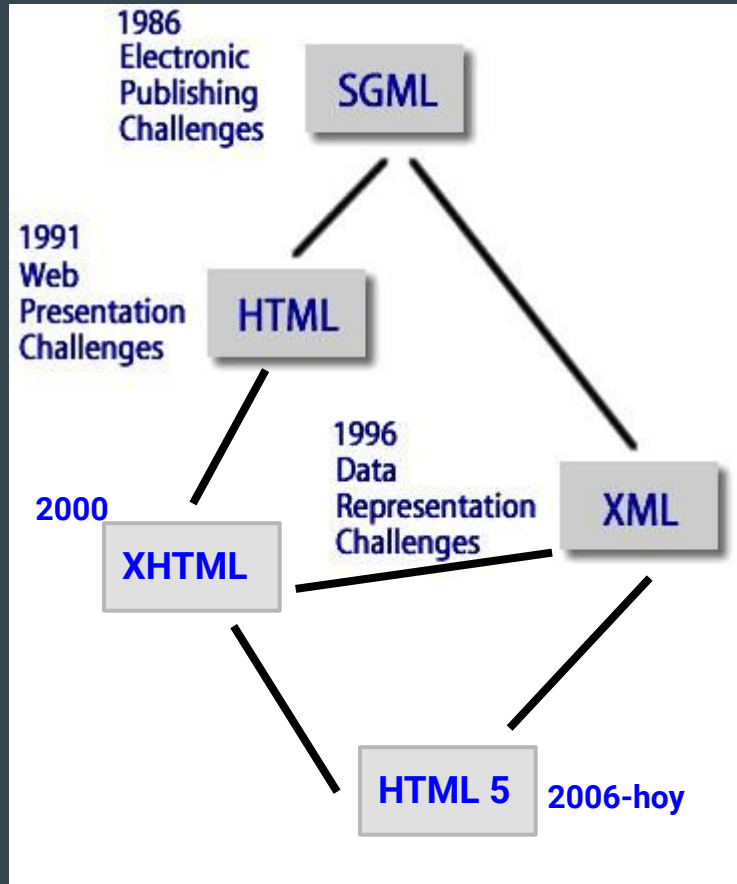 1986
Electronic
Publishing
Challenges
SGML
1991
Web
Presentation
Challenges
HTML
1996
Data
Representation
Challenges
XML
2000
XHTML
HTML 5
2006-hoy